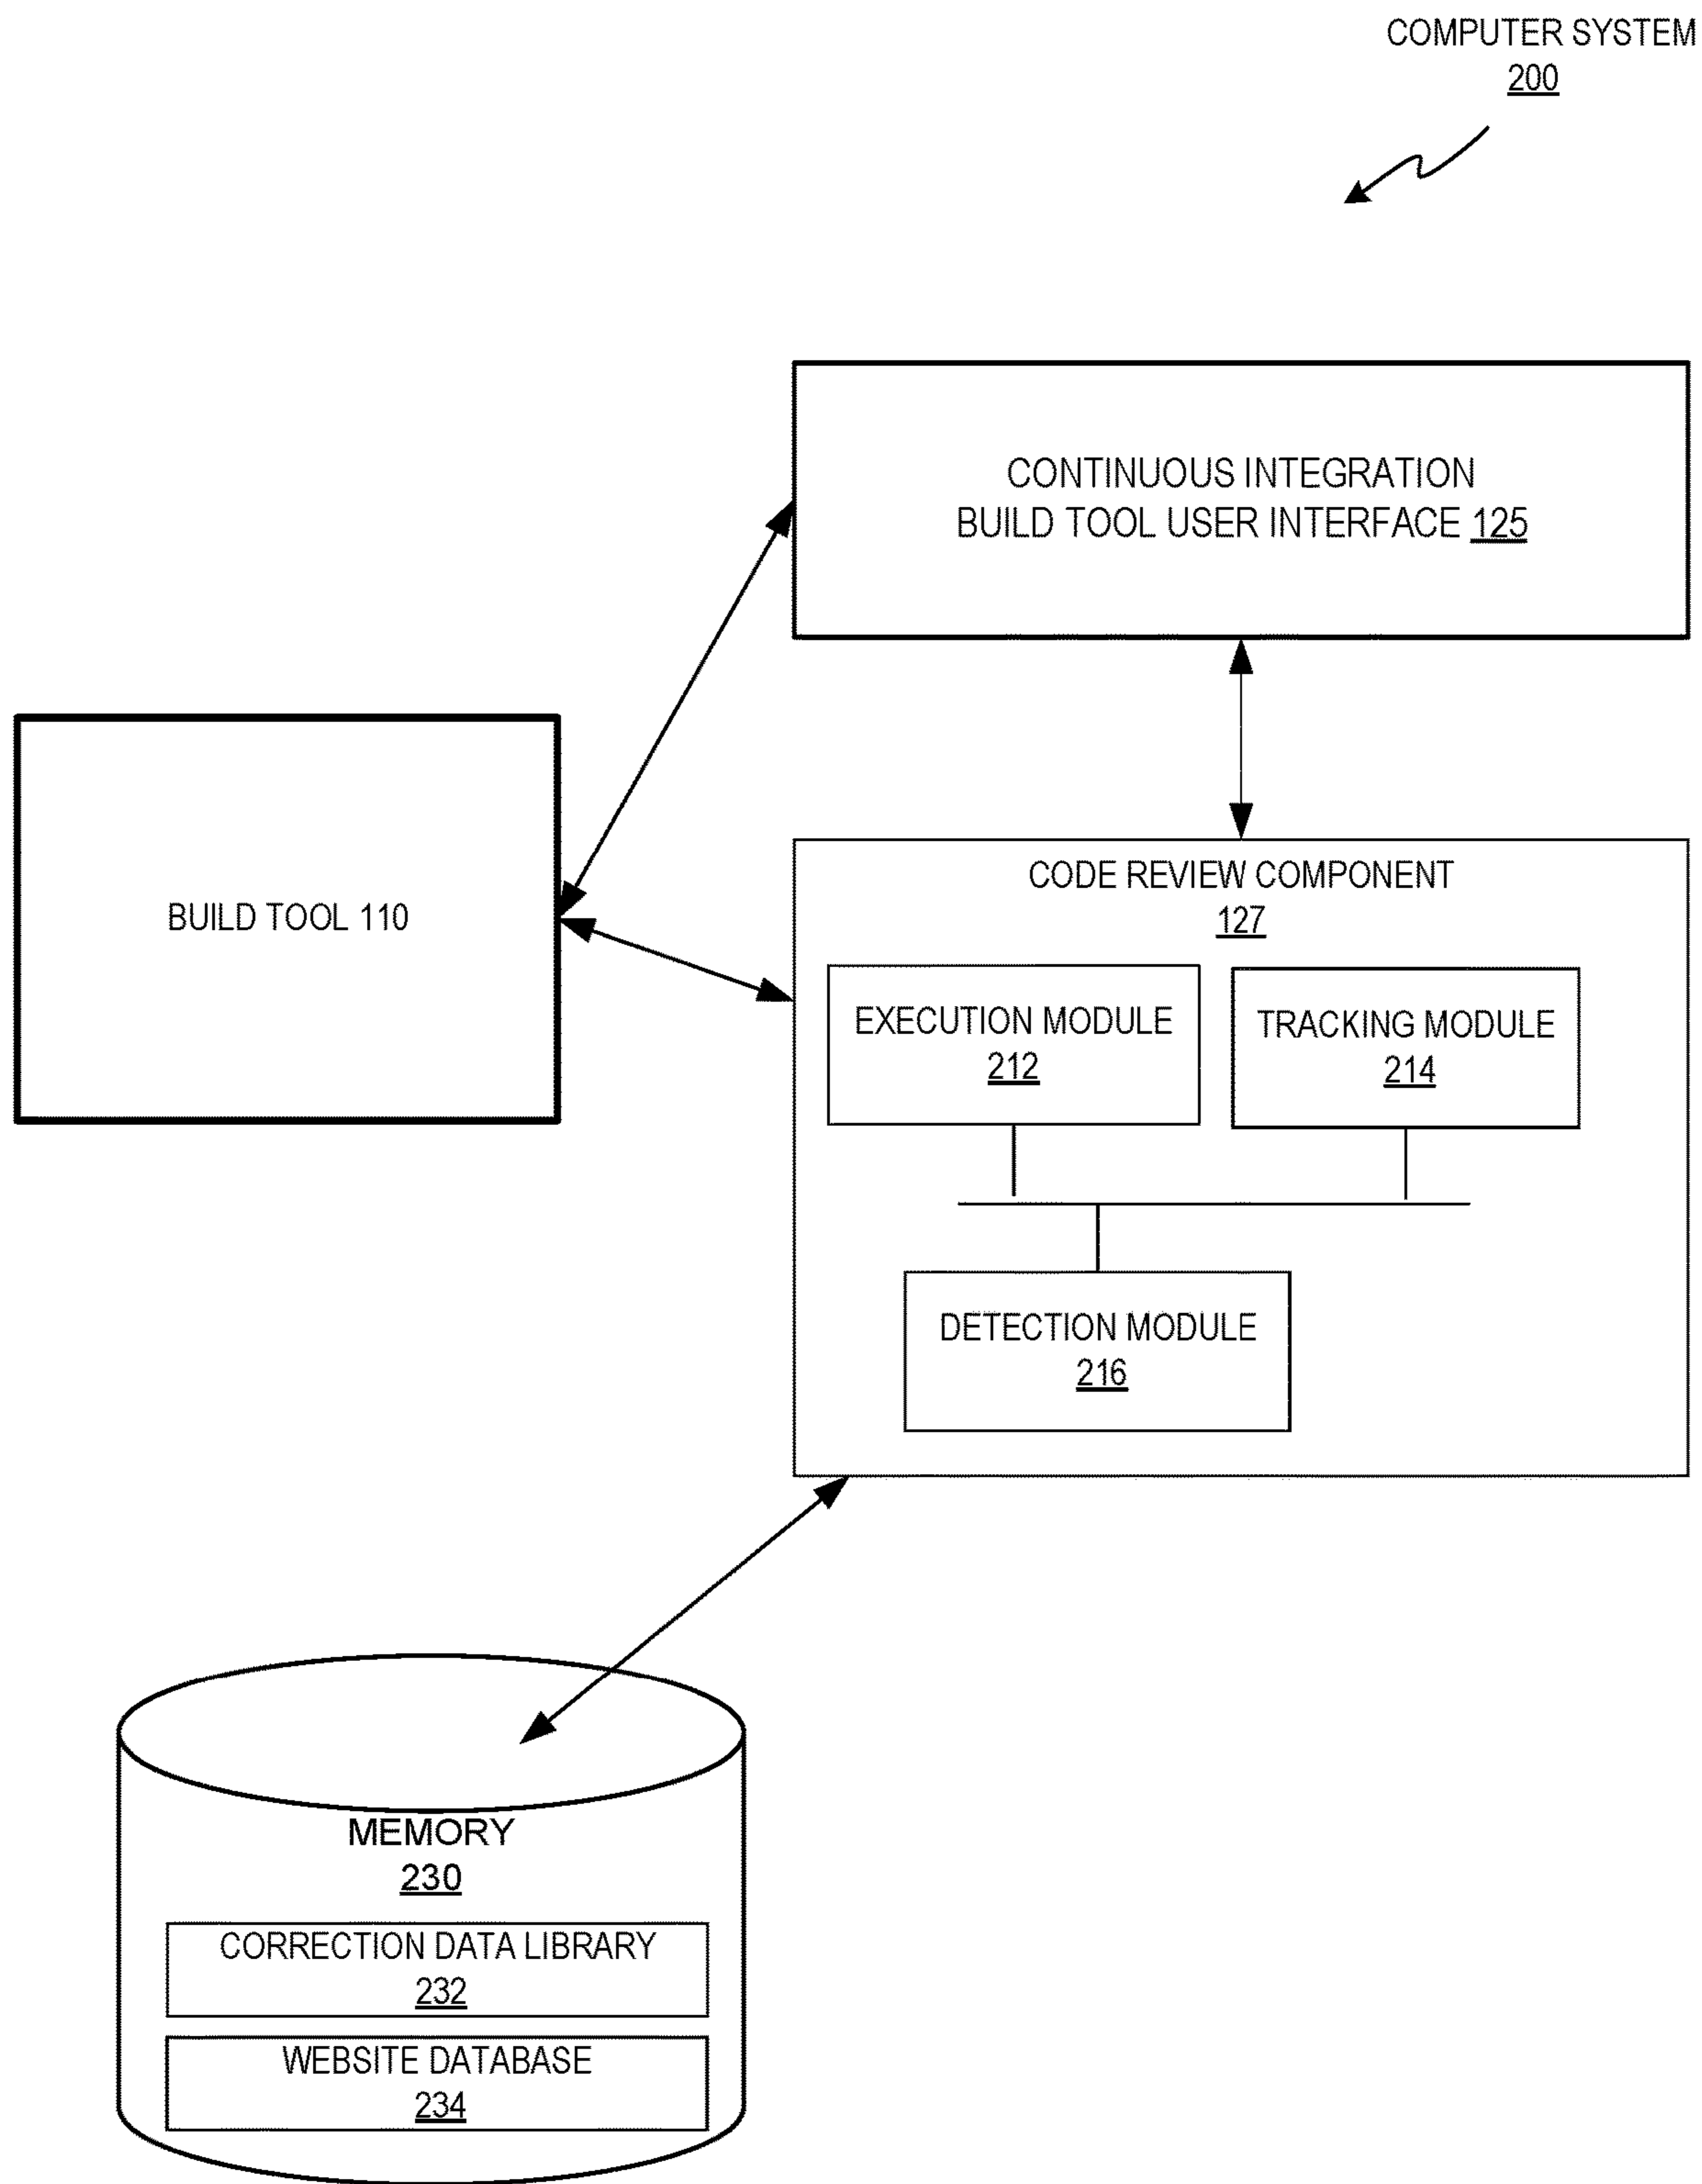 COMPUTER SYSTEM
200
CONTINUOUS INTEGRATION
BUILD TOOL USER INTERFACE 125
BUILD TOOL 110
CODE REVIEW COMPONENT
127
EXECUTION MODULE
212
TRACKING MODULE
214
DETECTION MODULE
216
MEMORY
230
CORRECTION DATA LIBRARY
232
WEBSITE DATABASE
234